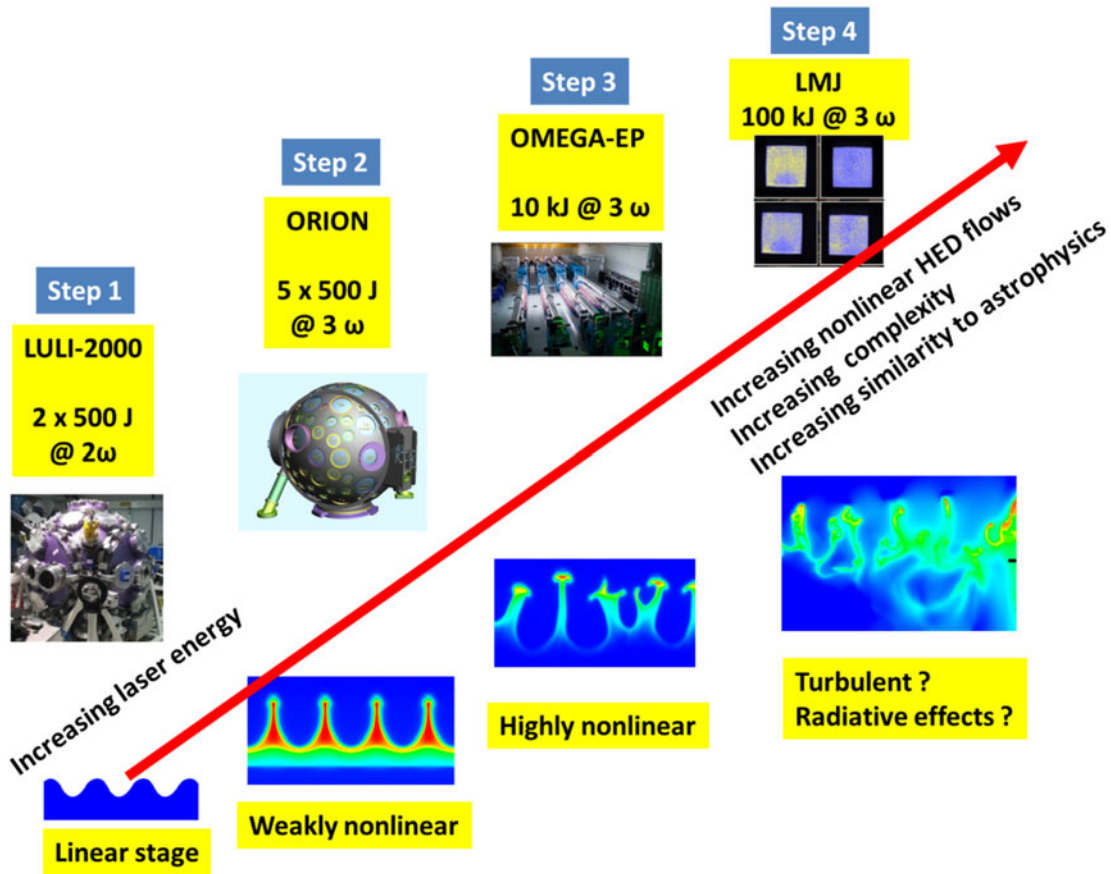 Step 1
LULI-2000
2 x 500 J
@ 2ω
Step 2
ORION
5 x 500 J
@ 3 ω
Step 3
OMEGA-EP
10 kJ @ 3 ω
Step 4
LMJ
100 kJ @ 3 ω
Increasing laser energy
Increasing nonlinear HED flows
Increasing complexity
Increasing similarity to astrophysics
Linear stage
Weakly nonlinear
Highly nonlinear
Turbulent ?
Radiative effects ?